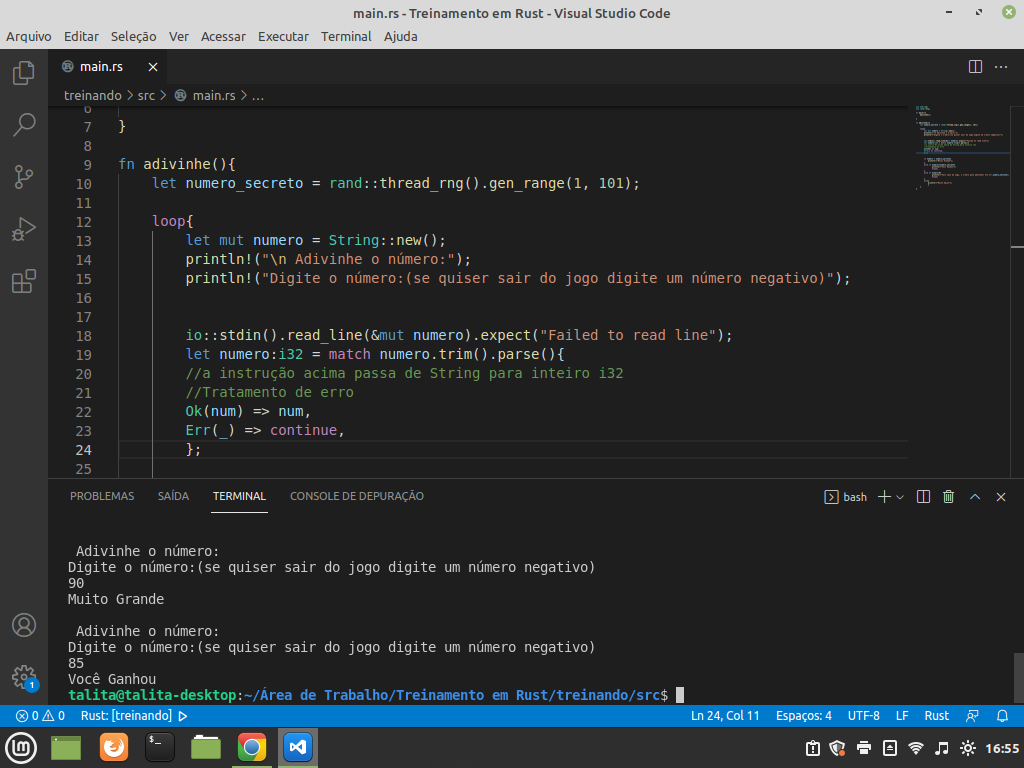 main.rs - Treinamento em Rust - Visual Studio Code
Arquivo Editar Seleção Ver Acessar Executar Terminal Ajuda
main.rs
treinando > src > main.rs > ...
6
7 }
8
9 fn adivinhe(){
10 let numero_secreto = rand::thread_rng().gen_range(1, 101);
11
12 loop{
13 let mut numero = String::new();
14 println!("\n Adivinhe o número:");
15 println!("Digite o número:(se quiser sair do jogo digite um número negativo)");
16
17
18 io::stdin().read_line(&mut numero).expect("Failed to read line");
19 let numero:i32 = match numero.trim().parse(){
20 //a instrução acima passa de String para inteiro i32
21 //Tratamento de erro
22 Ok(num) => num,
23 Err(_) => continue,
24 };
25
PROBLEMAS SAÍDA TERMINAL CONSOLE DE DEPURAÇÃO bash
Adivinhe o número:
Digite o número:(se quiser sair do jogo digite um número negativo)
90
Muito Grande
Adivinhe o número:
Digite o número:(se quiser sair do jogo digite um número negativo)
85
Você Ganhou
talita@talita-desktop:~/Área de Trabalho/Treinamento em Rust/treinando/src$
1
0 0 Rust: [treinando] Ln 24, Col 11 Espaços: 4 UTF-8 LF Rust
16:55